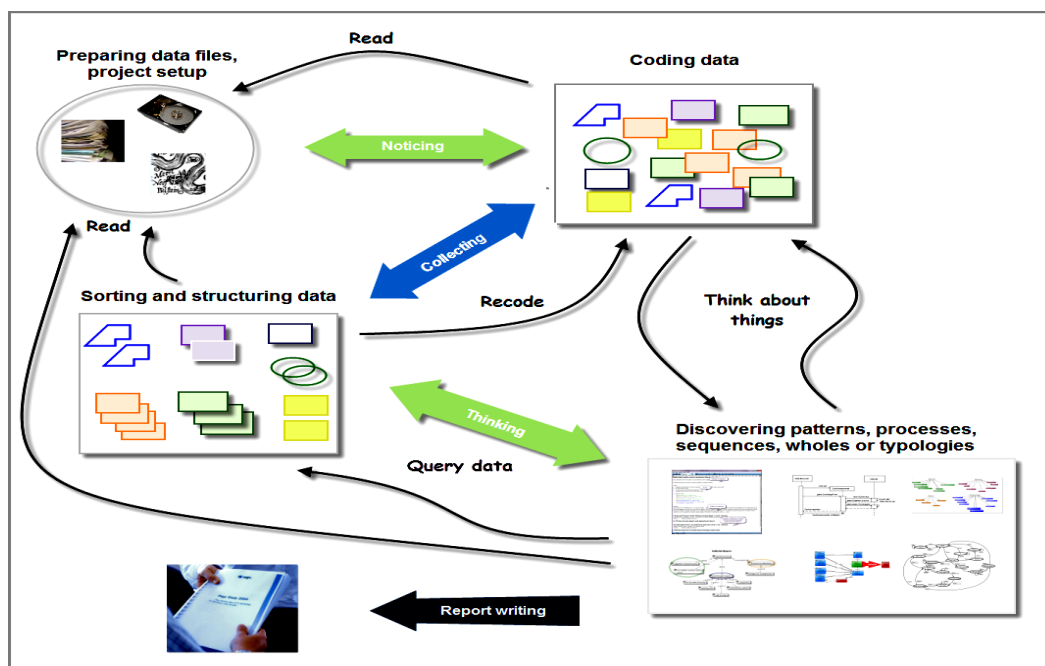 Read
Preparing data files,
project setup
Coding data
Noticing
Read
Collecting
Sorting and structuring data
Recode
Think about
things
Thinking
Discovering patterns, processes,
sequences, wholes or typologies
Query data
Report writing